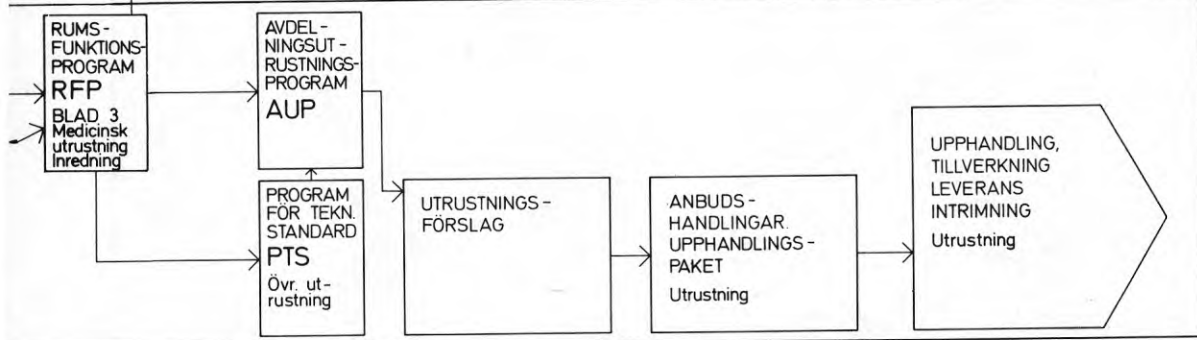 RUMS-
FUNKTIONS-
PROGRAM
RFP
BLAD 3
Medicinsk
utrustning
Inredning
AVDEL-
NINGSUT-
RUSTNINGS-
PROGRAM
AUP
PROGRAM
FÖR TEKN.
STANDARD
PTS
Övr. ut-
rustning
UTRUSTNINGS-
FÖRSLAG
ANBUDS-
HANDLINGAR.
UPPHANDLINGS-
PAKET
Utrustning
UPPHANDLING,
TILLVERKNING
LEVERANS
INTRIMNING
Utrustning